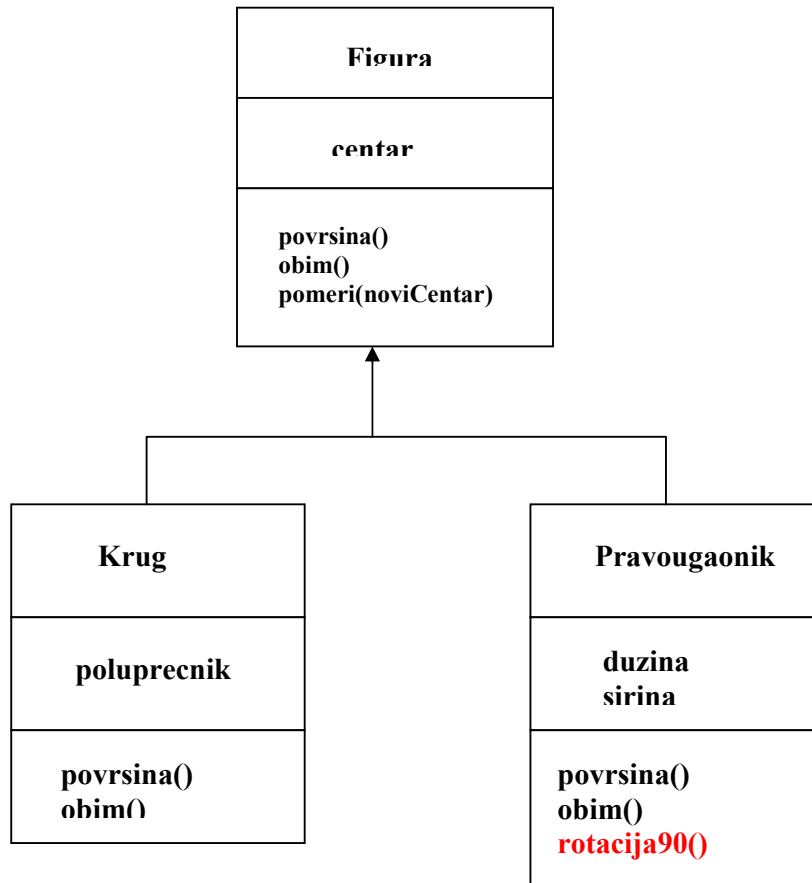 Figura
centar
povrsina()
obim()
pomeri(noviCentar)
Krug
poluprecnik
povrsina()
obim()
Pravougaonik
duzina
sirina
povrsina()
obim()
rotacija90()